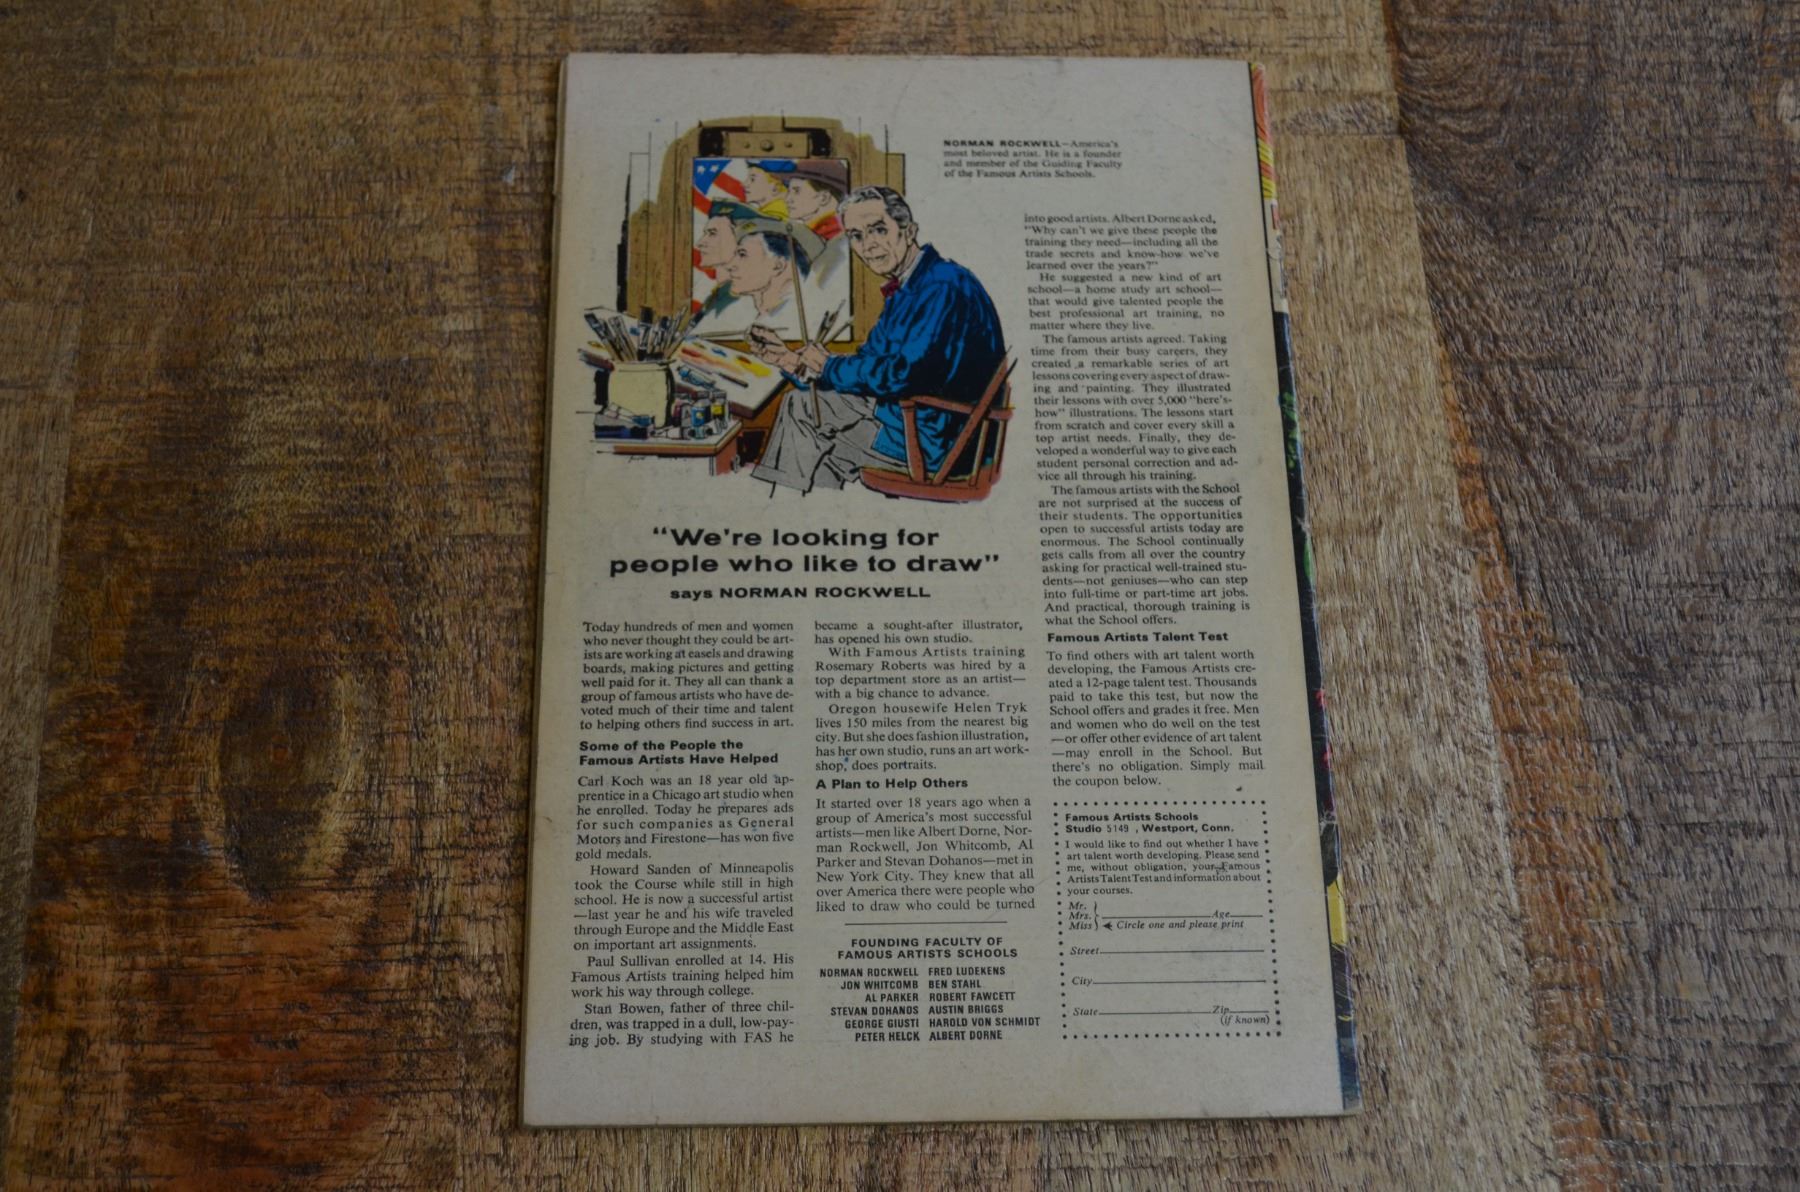 NORMAN ROCKWELL—America's
most beloved artist. He is a founder
and member of the Guiding Faculty
of the Famous Artists Schools.
"We're looking for
people who like to draw"
says NORMAN ROCKWELL
Today hundreds of men and women
who never thought they could be art-
ists are working at easels and drawing
boards, making pictures and getting
well paid for it. They all can thank a
group of famous artists who have de-
voted much of their time and talent
to helping others find success in art.
Some of the People the
Famous Artists Have Helped
Carl Koch was an 18 year old ap-
prentice in a Chicago art studio when
he enrolled. Today he prepares ads
for such companies as General
Motors and Firestone—has won five
gold medals.
Howard Sanden of Minneapolis
took the Course while still in high
school. He is now a successful artist
—last year he and his wife traveled
through Europe and the Middle East
on important art assignments.
Paul Sullivan enrolled at 14. His
Famous Artists training helped him
work his way through college.
Stan Bowen, father of three chil-
dren, was trapped in a dull, low-pay-
ing job. By studying with FAS he
became a sought-after illustrator,
has opened his own studio.
With Famous Artists training
Rosemary Roberts was hired by a
top department store as an artist—
with a big chance to advance.
Oregon housewife Helen Tryk
lives 150 miles from the nearest big
city. But she does fashion illustration,
has her own studio, runs an art work-
shop, does portraits.
A Plan to Help Others
It started over 18 years ago when a
group of America's most successful
artists—men like Albert Dorne, Nor-
man Rockwell, Jon Whitcomb, Al
Parker and Stevan Dohanos—met in
New York City. They knew that all
over America there were people who
liked to draw who could be turned
FOUNDING FACULTY OF
FAMOUS ARTISTS SCHOOLS
NORMAN ROCKWELL FRED LUDEKENS
JON WHITCOMB BEN STAHL
AL PARKER ROBERT FAWCETT
STEVAN DOHANOS AUSTIN BRIGGS
GEORGE GIUSTI HAROLD VON SCHMIDT
PETER HELCK ALBERT DORNE
into good artists. Albert Dorne asked,
"Why can't we give these people the
training they need—including all the
trade secrets and know-how we've
learned over the years?"
He suggested a new kind of art
school—a home study art school—
that would give talented people the
best professional art training, no
matter where they live.
The famous artists agreed. Taking
time from their busy careers, they
created a remarkable series of art
lessons covering every aspect of draw-
ing and painting. They illustrated
their lessons with over 5,000 "here's-
how" illustrations. The lessons start
from scratch and cover every skill a
top artist needs. Finally, they de-
veloped a wonderful way to give each
student personal correction and ad-
vice all through his training.
The famous artists with the School
are not surprised at the success of
their students. The opportunities
open to successful artists today are
enormous. The School continually
gets calls from all over the country
asking for practical well-trained stu-
dents—not geniuses—who can step
into full-time or part-time art jobs.
And practical, thorough training is
what the School offers.
Famous Artists Talent Test
To find others with art talent worth
developing, the Famous Artists cre-
ated a 12-page talent test. Thousands
paid to take this test, but now the
School offers and grades it free. Men
and women who do well on the test
—or offer other evidence of art talent
—may enroll in the School. But
there's no obligation. Simply mail
the coupon below.
Famous Artists Schools
Studio 5149 , Westport, Conn.
I would like to find out whether I have
art talent worth developing. Please send
me, without obligation, your Famous
Artists Talent Test and information about
your courses.
Mr.
Mrs. Age
Miss Circle one and please print
Street
City
State Zip
(if known)